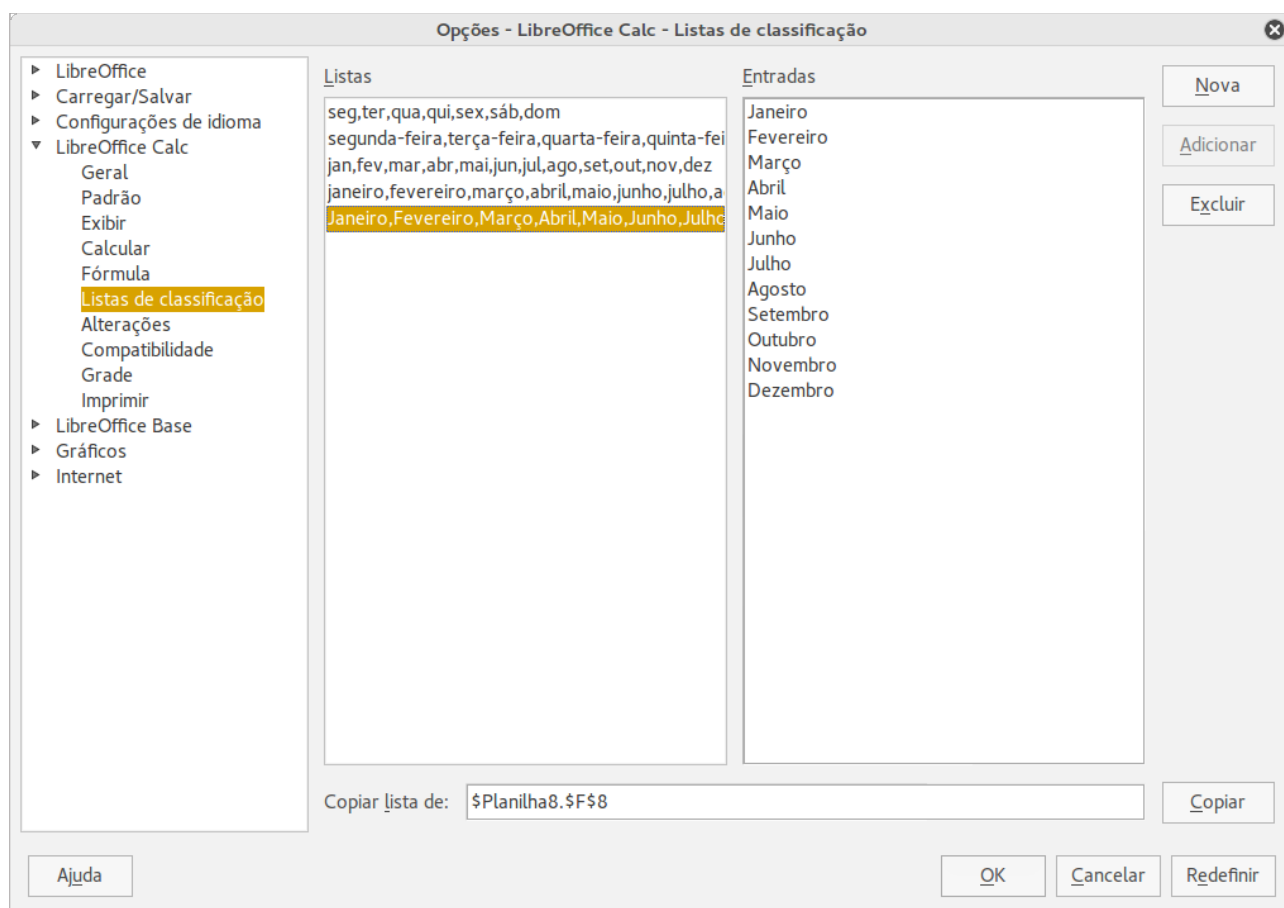 Opções - LibreOffice Calc - Listas de classificação
LibreOffice
Carregar/Salvar
Configurações de idioma
LibreOffice Calc
Geral
Padrão
Exibir
Calcular
Fórmula
Listas de classificação
Alterações
Compatibilidade
Grade
Imprimir
LibreOffice Base
Gráficos
Internet
Listas
seg,ter,qua,qui,sex,sáb,dom
segunda-feira,terça-feira,quarta-feira,quinta-fei
jan,fev,mar,abr,mai,jun,jul,ago,set,out,nov,dez
janeiro,fevereiro,março,abril,maio,junho,julho,a
Janeiro,Fevereiro,Março,Abril,Maio,Junho,Julho
Entradas
Janeiro
Fevereiro
Março
Abril
Maio
Junho
Julho
Agosto
Setembro
Outubro
Novembro
Dezembro
Nova
Adicionar
Excluir
Copiar lista de: $Planilha8.$F$8
Copiar
Ajuda
OK
Cancelar
Redefinir